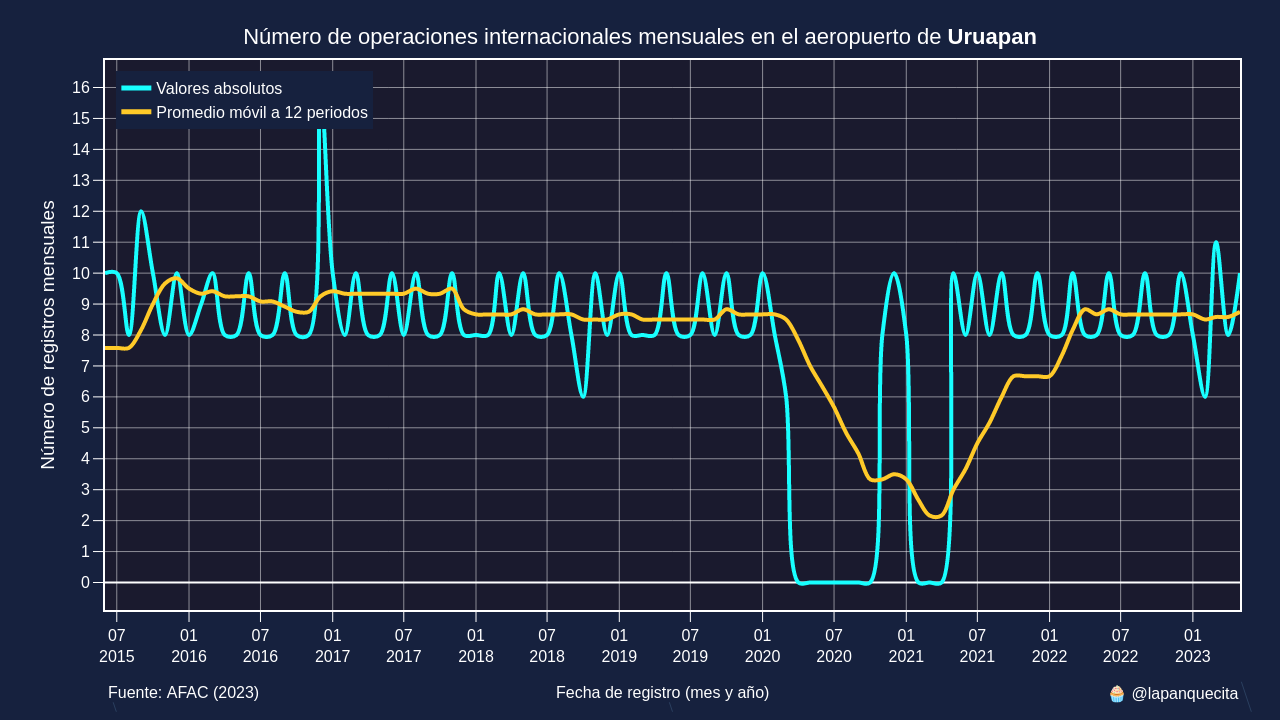 Número de operaciones internacionales mensuales en el aeropuerto de Uruapan
Valores absolutos
Promedio móvil a 12 periodos
Número de registros mensuales
16
15
14
13
12
11
10
9
8
7
6
5
4
3
2
1
0
07 01 07 01 07 01 07 01 07 01 07 01 07 01 07 01
2015 2016 2016 2017 2017 2018 2018 2019 2019 2020 2020 2021 2021 2022 2022 2023
Fuente: AFAC (2023)
Fecha de registro (mes y año)
🧁 @lapanquecita